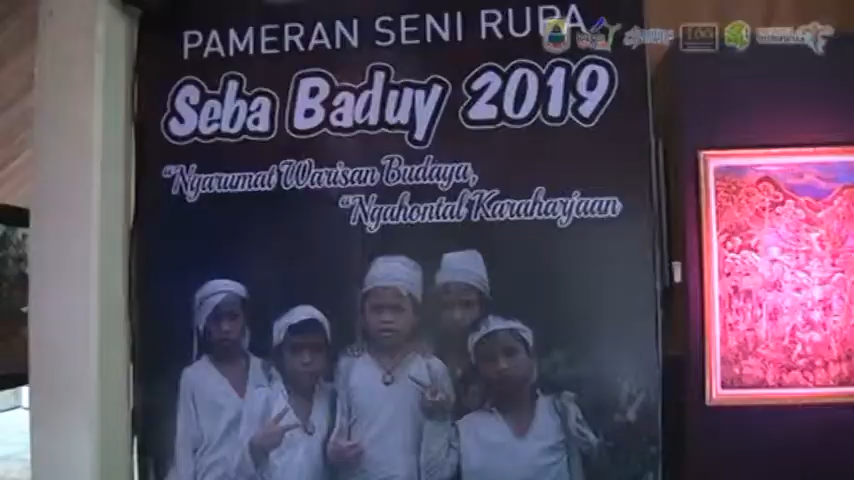 PAMERAN SENI RUPA
Seba Baduy 2019
"Ngarumat Warisan Budaya,
"Ngahontal Karaharjaan